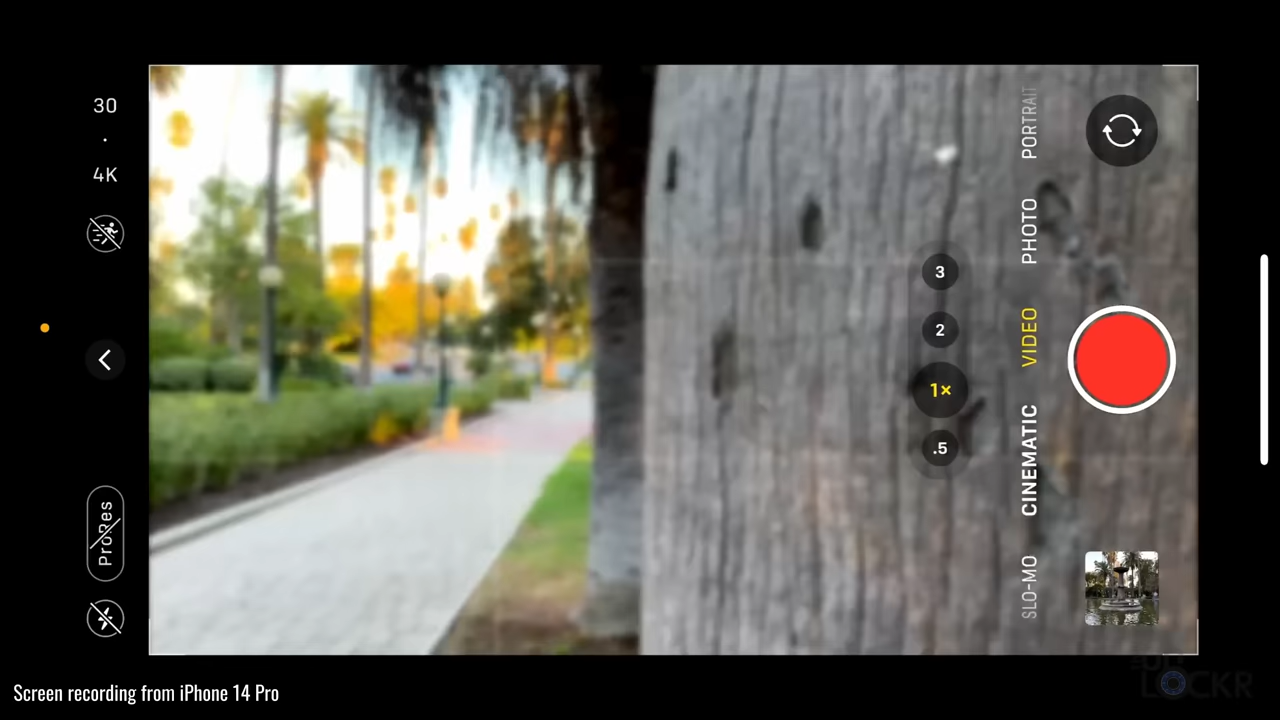 30
4K
ProRes
3
2
1×
.5
PORTRAIT
PHOTO
VIDEO
CINEMATIC
SLO-MO
Screen recording from iPhone 14 Pro
LOCKR